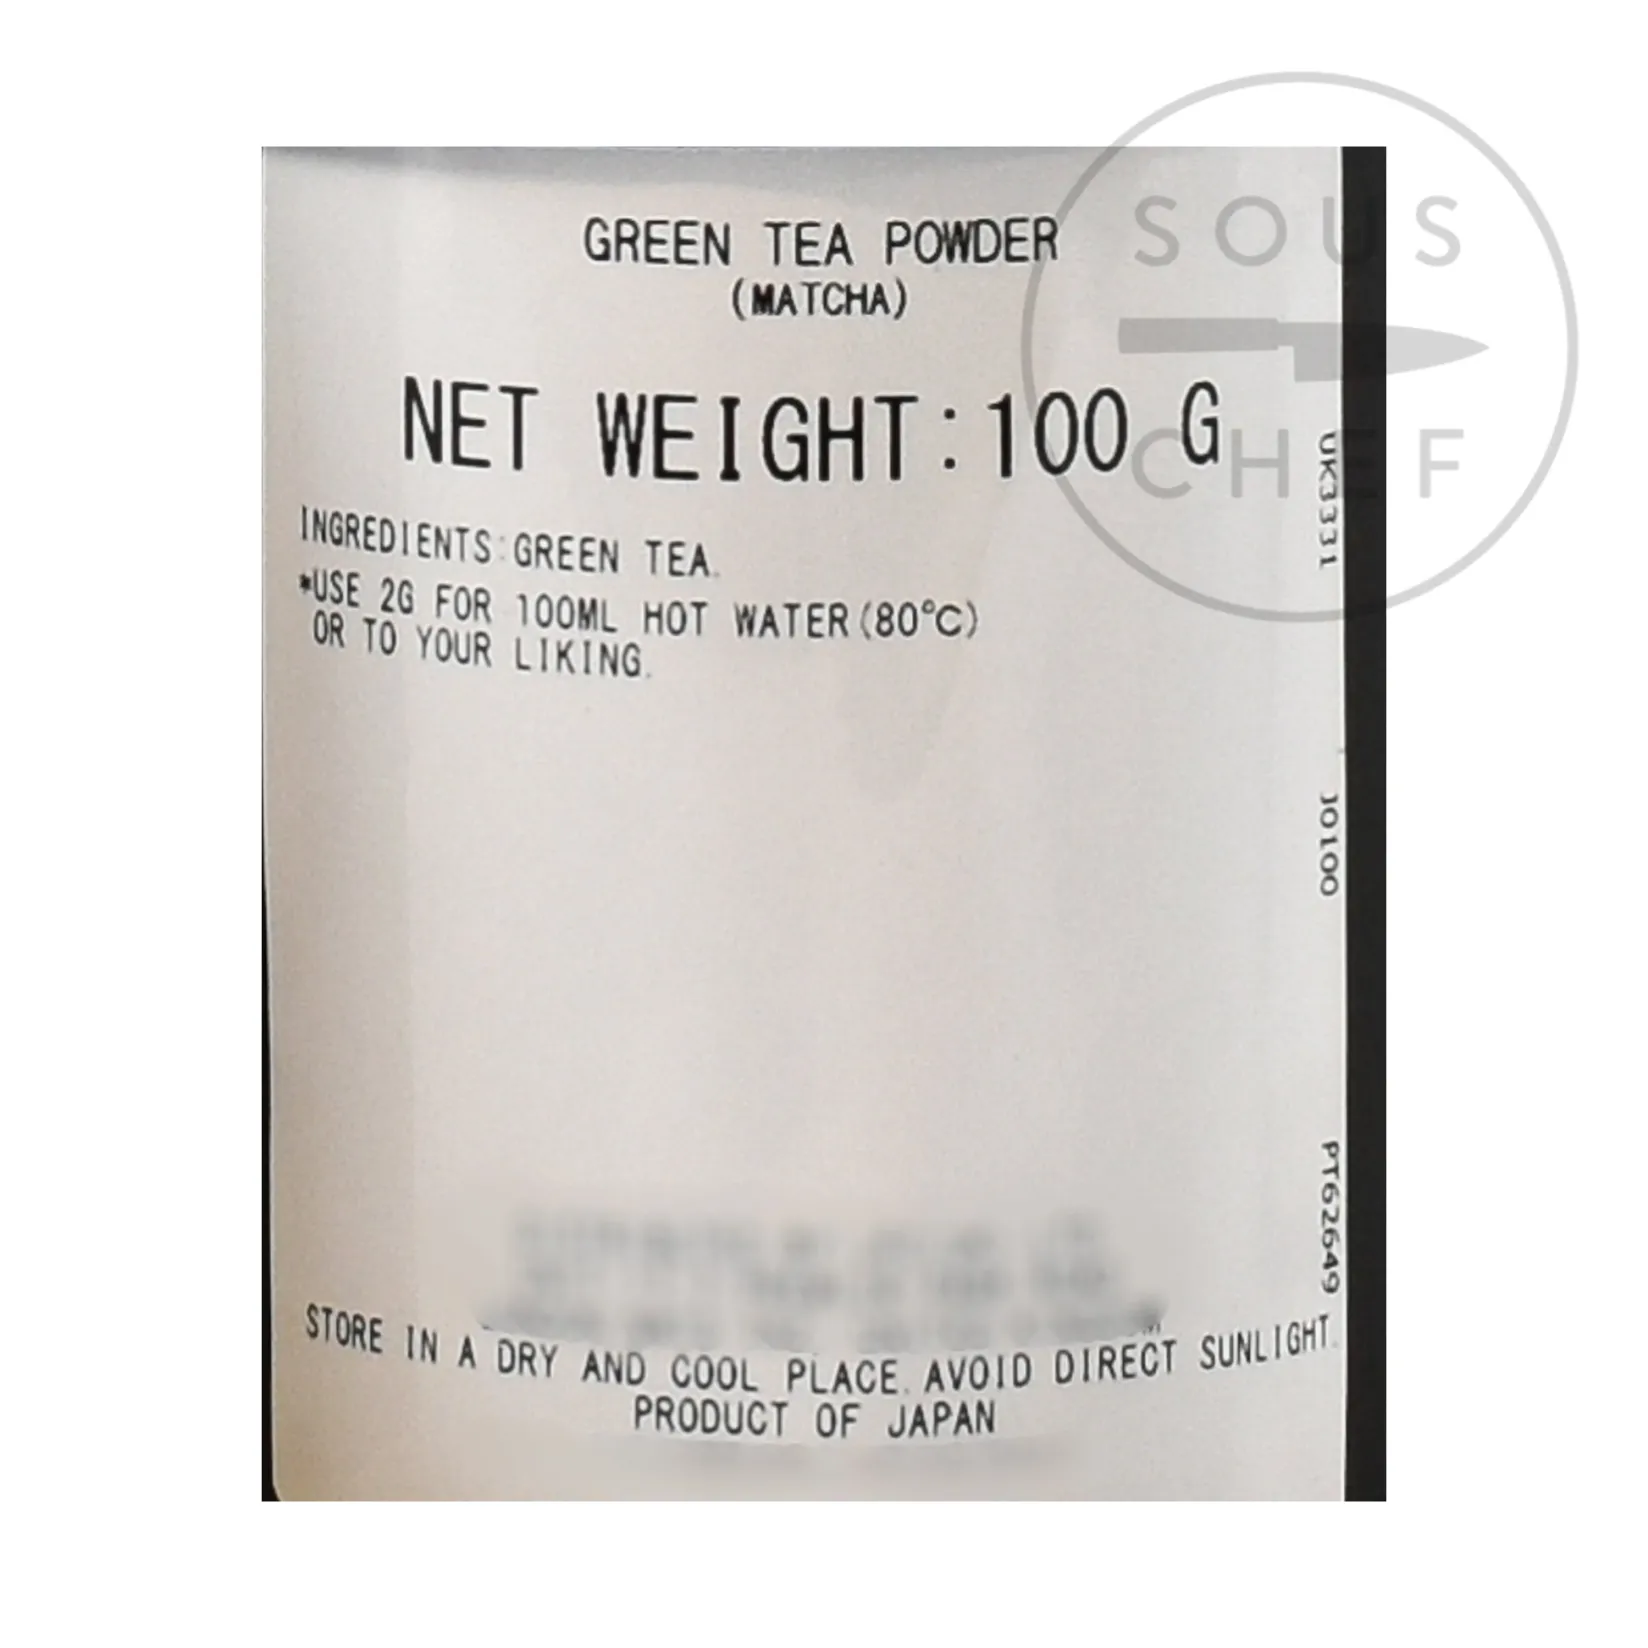 SOUS
CHEF
GREEN TEA POWDER
(MATCHA)
NET WEIGHT:100 G
INGREDIENTS:GREEN TEA.
*USE 2G FOR 100ML HOT WATER(80℃)
OR TO YOUR LIKING.
UK3331
J0100
PT62649
STORE IN A DRY AND COOL PLACE. AVOID DIRECT SUNLIGHT.
PRODUCT OF JAPAN